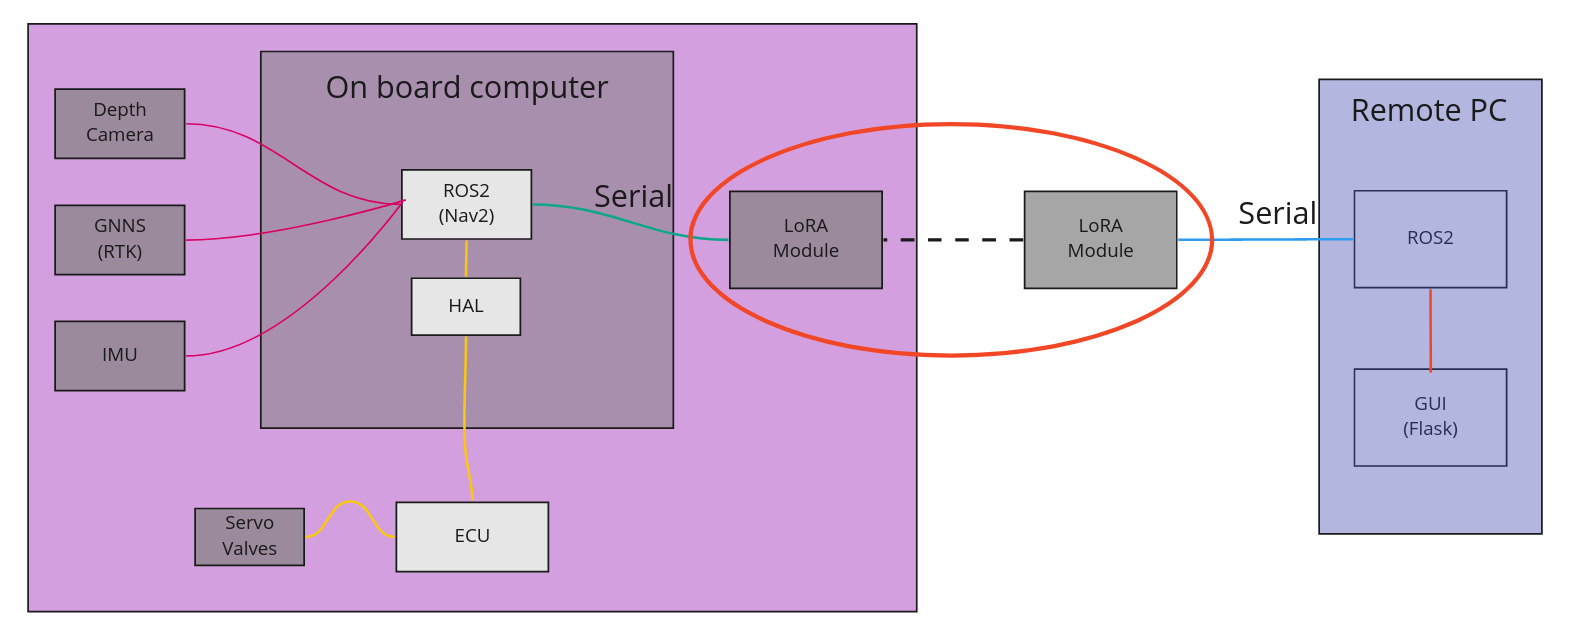 On board computer
Depth
Camera
GNNS
(RTK)
IMU
ROS2
(Nav2)
HAL
Serial
LoRA
Module
LoRA
Module
Serial
Remote PC
ROS2
GUI
(Flask)
Servo
Valves
ECU